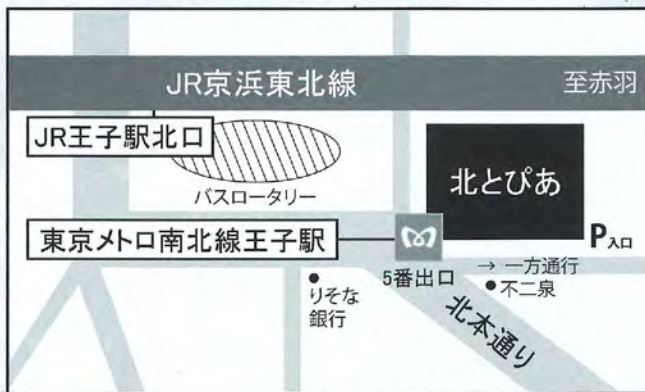 JR京浜東北線
至赤羽
JR王子駅北口
バスロータリー
北とぴあ
東京メトロ南北線王子駅
P入口
5番出口
→ 一方通行
りそな
銀行
不二泉
北本通り